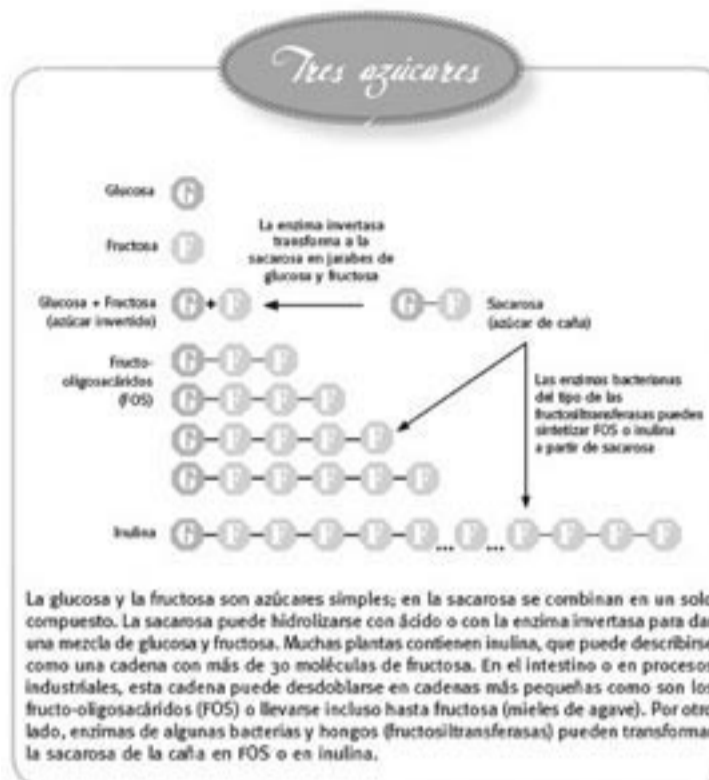 Tres azúcares
Glucosa
G
Fructosa
F
La enzima invertasa
transforma a la
sacarosa en jarabes de
glucosa y fructosa
Glucosa + Fructosa
(azúcar invertido)
G + F
G F
Sacarosa
(azúcar de caña)
Fructo-
oligosacáridos
(FOS)
G F F
G F F F
G F F F F
G F F F F F
Las enzimas bacterianas
del tipo de las
fructosiltransferasas pueden
sintetizar FOS o inulina
a partir de sacarosa
Inulina
G F F F F F ... F ... F F F F
La glucosa y la fructosa son azúcares simples; en la sacarosa se combinan en un solo
compuesto. La sacarosa puede hidrolizarse con ácido o con la enzima invertasa para dar
una mezcla de glucosa y fructosa. Muchas plantas contienen inulina, que puede describirse
como una cadena con más de 30 moléculas de fructosa. En el intestino o en procesos
industriales, esta cadena puede desdoblarse en cadenas más pequeñas como son los
fructo-oligosacáridos (FOS) o llevarse incluso hasta fructosa (mieles de agave). Por otro
lado, enzimas de algunas bacterias y hongos (fructosiltransferasas) pueden transformar
la sacarosa de la caña en FOS o en inulina.